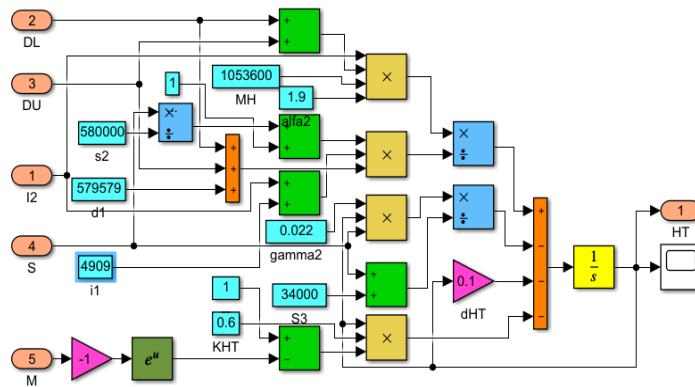 2
DL
3
DU
1
I2
4
S
5
M
1
1053600
MH
1.9
alfa2
580000
s2
579579
d1
4909
i1
0.022
gamma2
34000
S3
1
0.6
KHT
-1
e^u
0.1
dHT
1
s
1
HT
+
+
×
÷
+
+
+
+
+
+
+
+
+
+
−
×
×
×
×
×
÷
×
÷
+
−
−
−